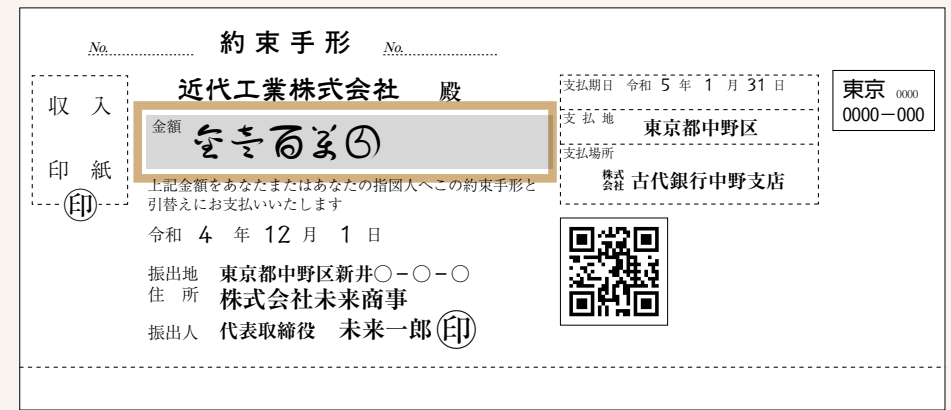 No. 約束手形 No.
収入
印紙
印
近代工業株式会社 殿
金額 金壱百万円
上記金額をあなたまたはあなたの指図人へこの約束手形と
引替えにお支払いいたします
令和 4 年 12 月 1 日
振出地 東京都中野区新井○−○−○
住 所 株式会社未来商事
振出人 代表取締役 未来一郎 印
支払期日 令和 5 年 1 月 31 日
支払地 東京都中野区
支払場所
株式会社 古代銀行中野支店
東京 0000
0000−000